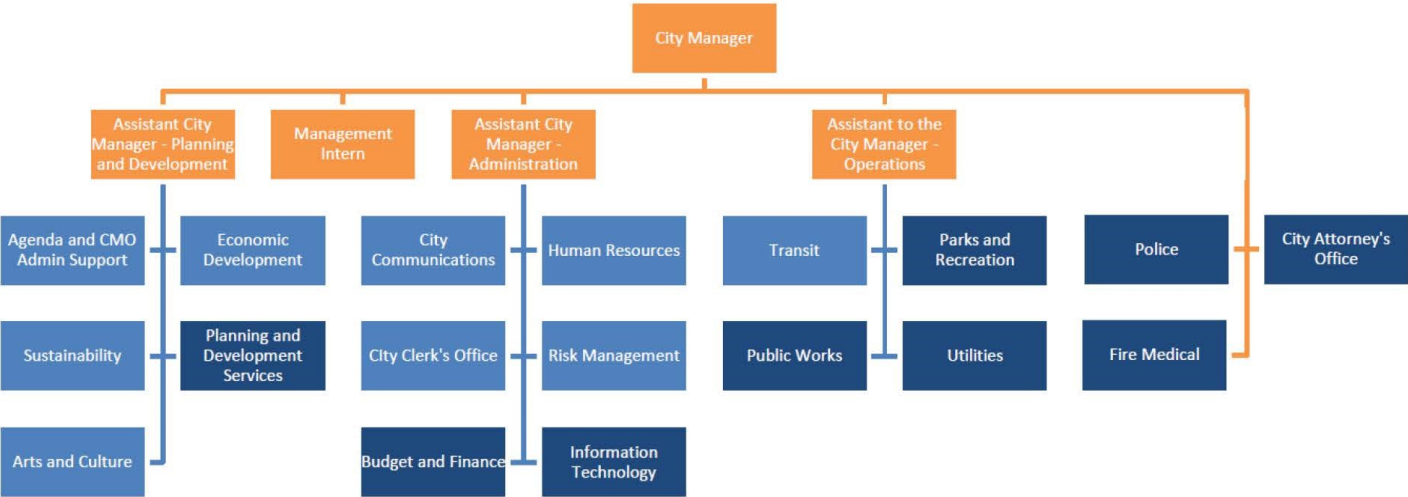 City Manager
Assistant City
Manager - Planning
and Development
Management
Intern
Assistant City
Manager -
Administration
Assistant to the
City Manager -
Operations
Agenda and CMO
Admin Support
Economic
Development
City
Communications
Human Resources
Transit
Parks and
Recreation
Police
City Attorney's
Office
Sustainability
Planning and
Development
Services
CIty Clerk's Office
Risk Management
Public Works
Utilities
Fire Medical
Arts and Culture
Budget and Finance
Information
Technology